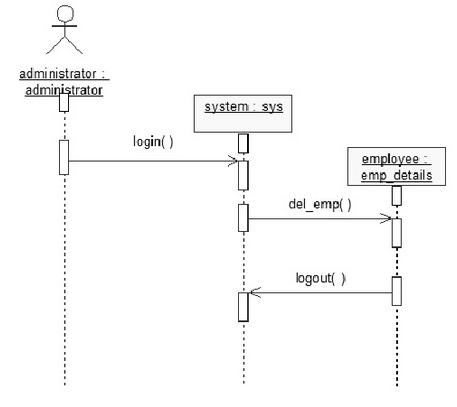 administrator :
administrator
system : sys
login( )
employee :
emp_details
del_emp( )
logout( )